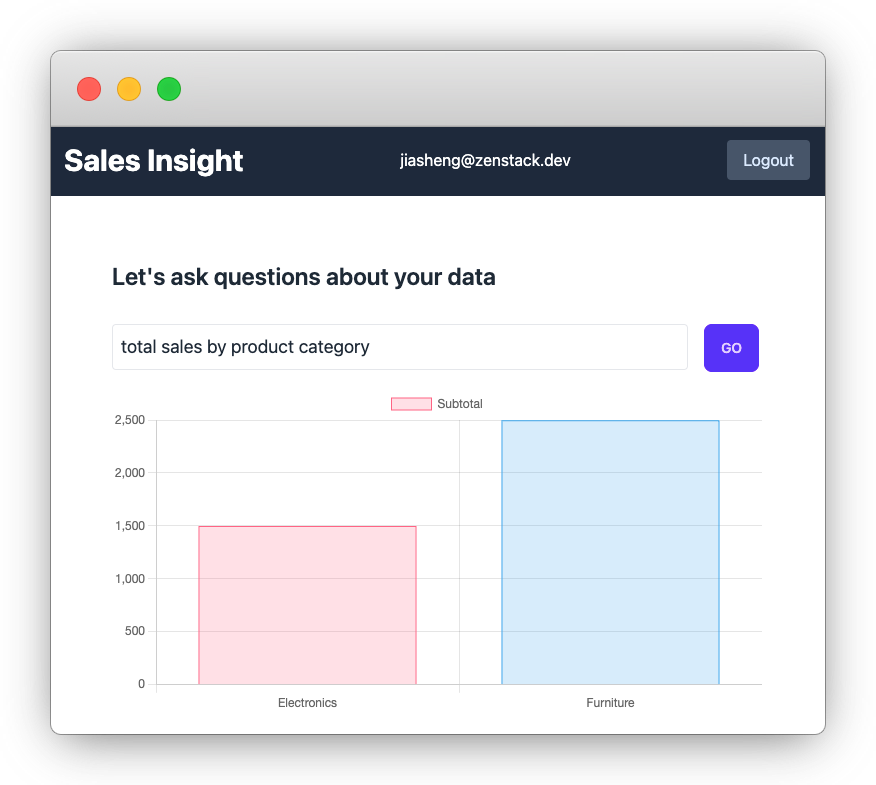 Sales Insight
jiasheng@zenstack.dev
Logout
Let's ask questions about your data
total sales by product category
GO
Subtotal
2,500
2,000
1,500
1,000
500
0
Electronics
Furniture